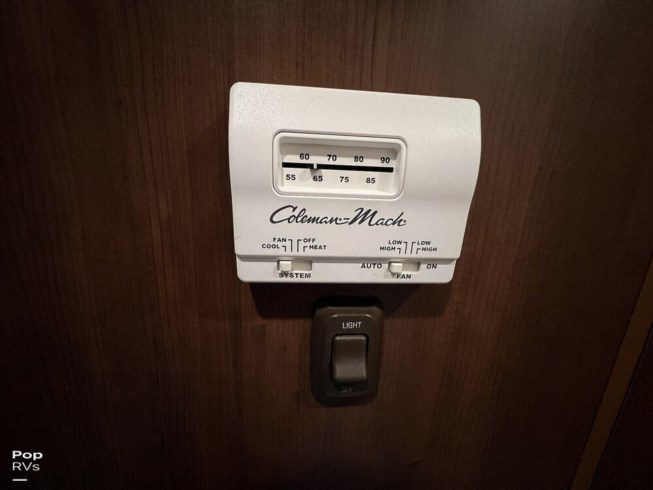 60 70 80 90
55 65 75 85
Coleman-Mach
FAN OFF
COOL HEAT
LOW LOW
HIGH HIGH
AUTO ON
SYSTEM
FAN
LIGHT
Pop
RVs